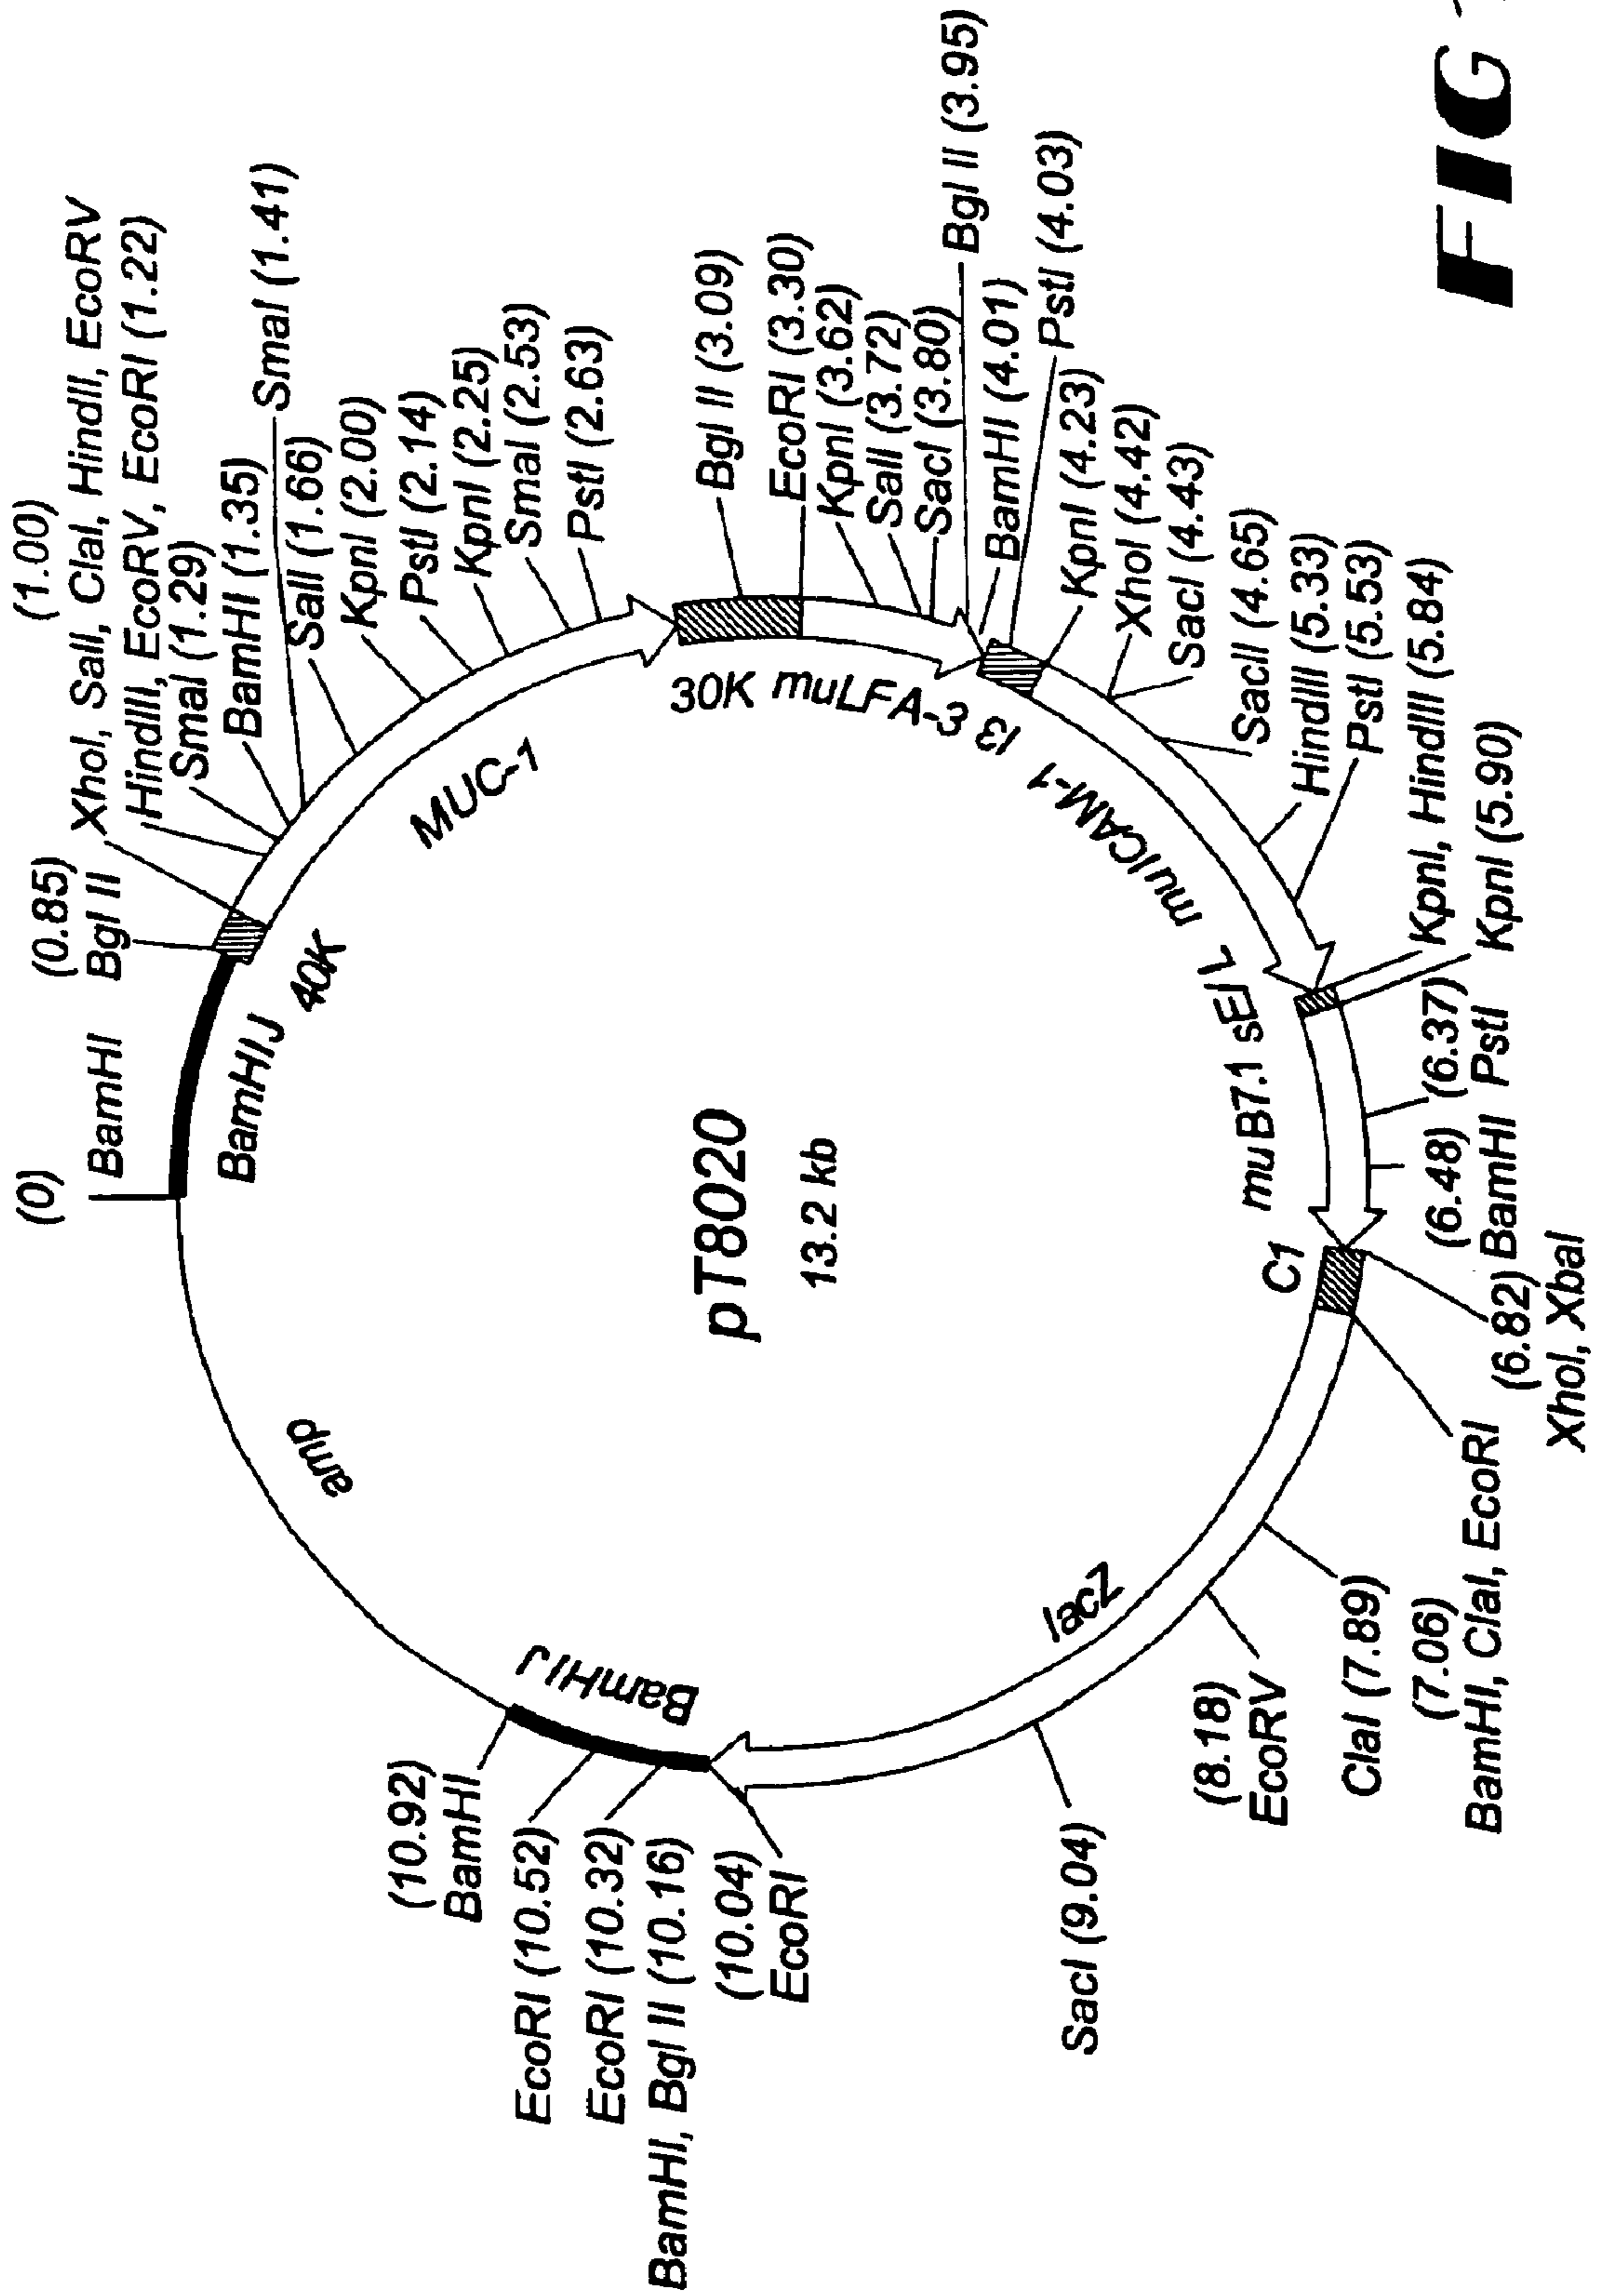 (0)
BamHI
(0.85)
Bgl II
(1.00)
XhoI, SalI, ClaI, HindII, EcoRV
HindIII, EcoRV, EcoRI (1.22)
SmaI (1.29)
BamHI (1.35)
SmaI (1.41)
SalI (1.66)
KpnI (2.00)
PstI (2.14)
KpnI (2.25)
SmaI (2.53)
PstI (2.63)
Bgl II (3.09)
EcoRI (3.30)
KpnI (3.62)
SalI (3.72)
SacI (3.80)
Bgl II (3.95)
BamHI (4.01)
PstI (4.03)
KpnI (4.23)
XhoI (4.42)
SacI (4.43)
SacII (4.65)
HindIII (5.33)
PstI (5.53)
KpnI, HindIII (5.84)
KpnI (5.90)
(6.37)
PstI
(6.48)
BamHI
(6.82)
XhoI, XbaI
(7.06)
BamHI, ClaI, EcoRI
ClaI (7.89)
(8.18)
EcoRV
SacI (9.04)
(10.04)
EcoRI
BamHI, Bgl II (10.16)
EcoRI (10.32)
EcoRI (10.52)
(10.92)
BamHI
BamHIJ
40K
MUC-1
30K
muLFA-3
I3
muICAM-1
sE/L
muB7.1
C1
lacZ
BamHIJ
amp
pT8020
13.2 kb
FIG